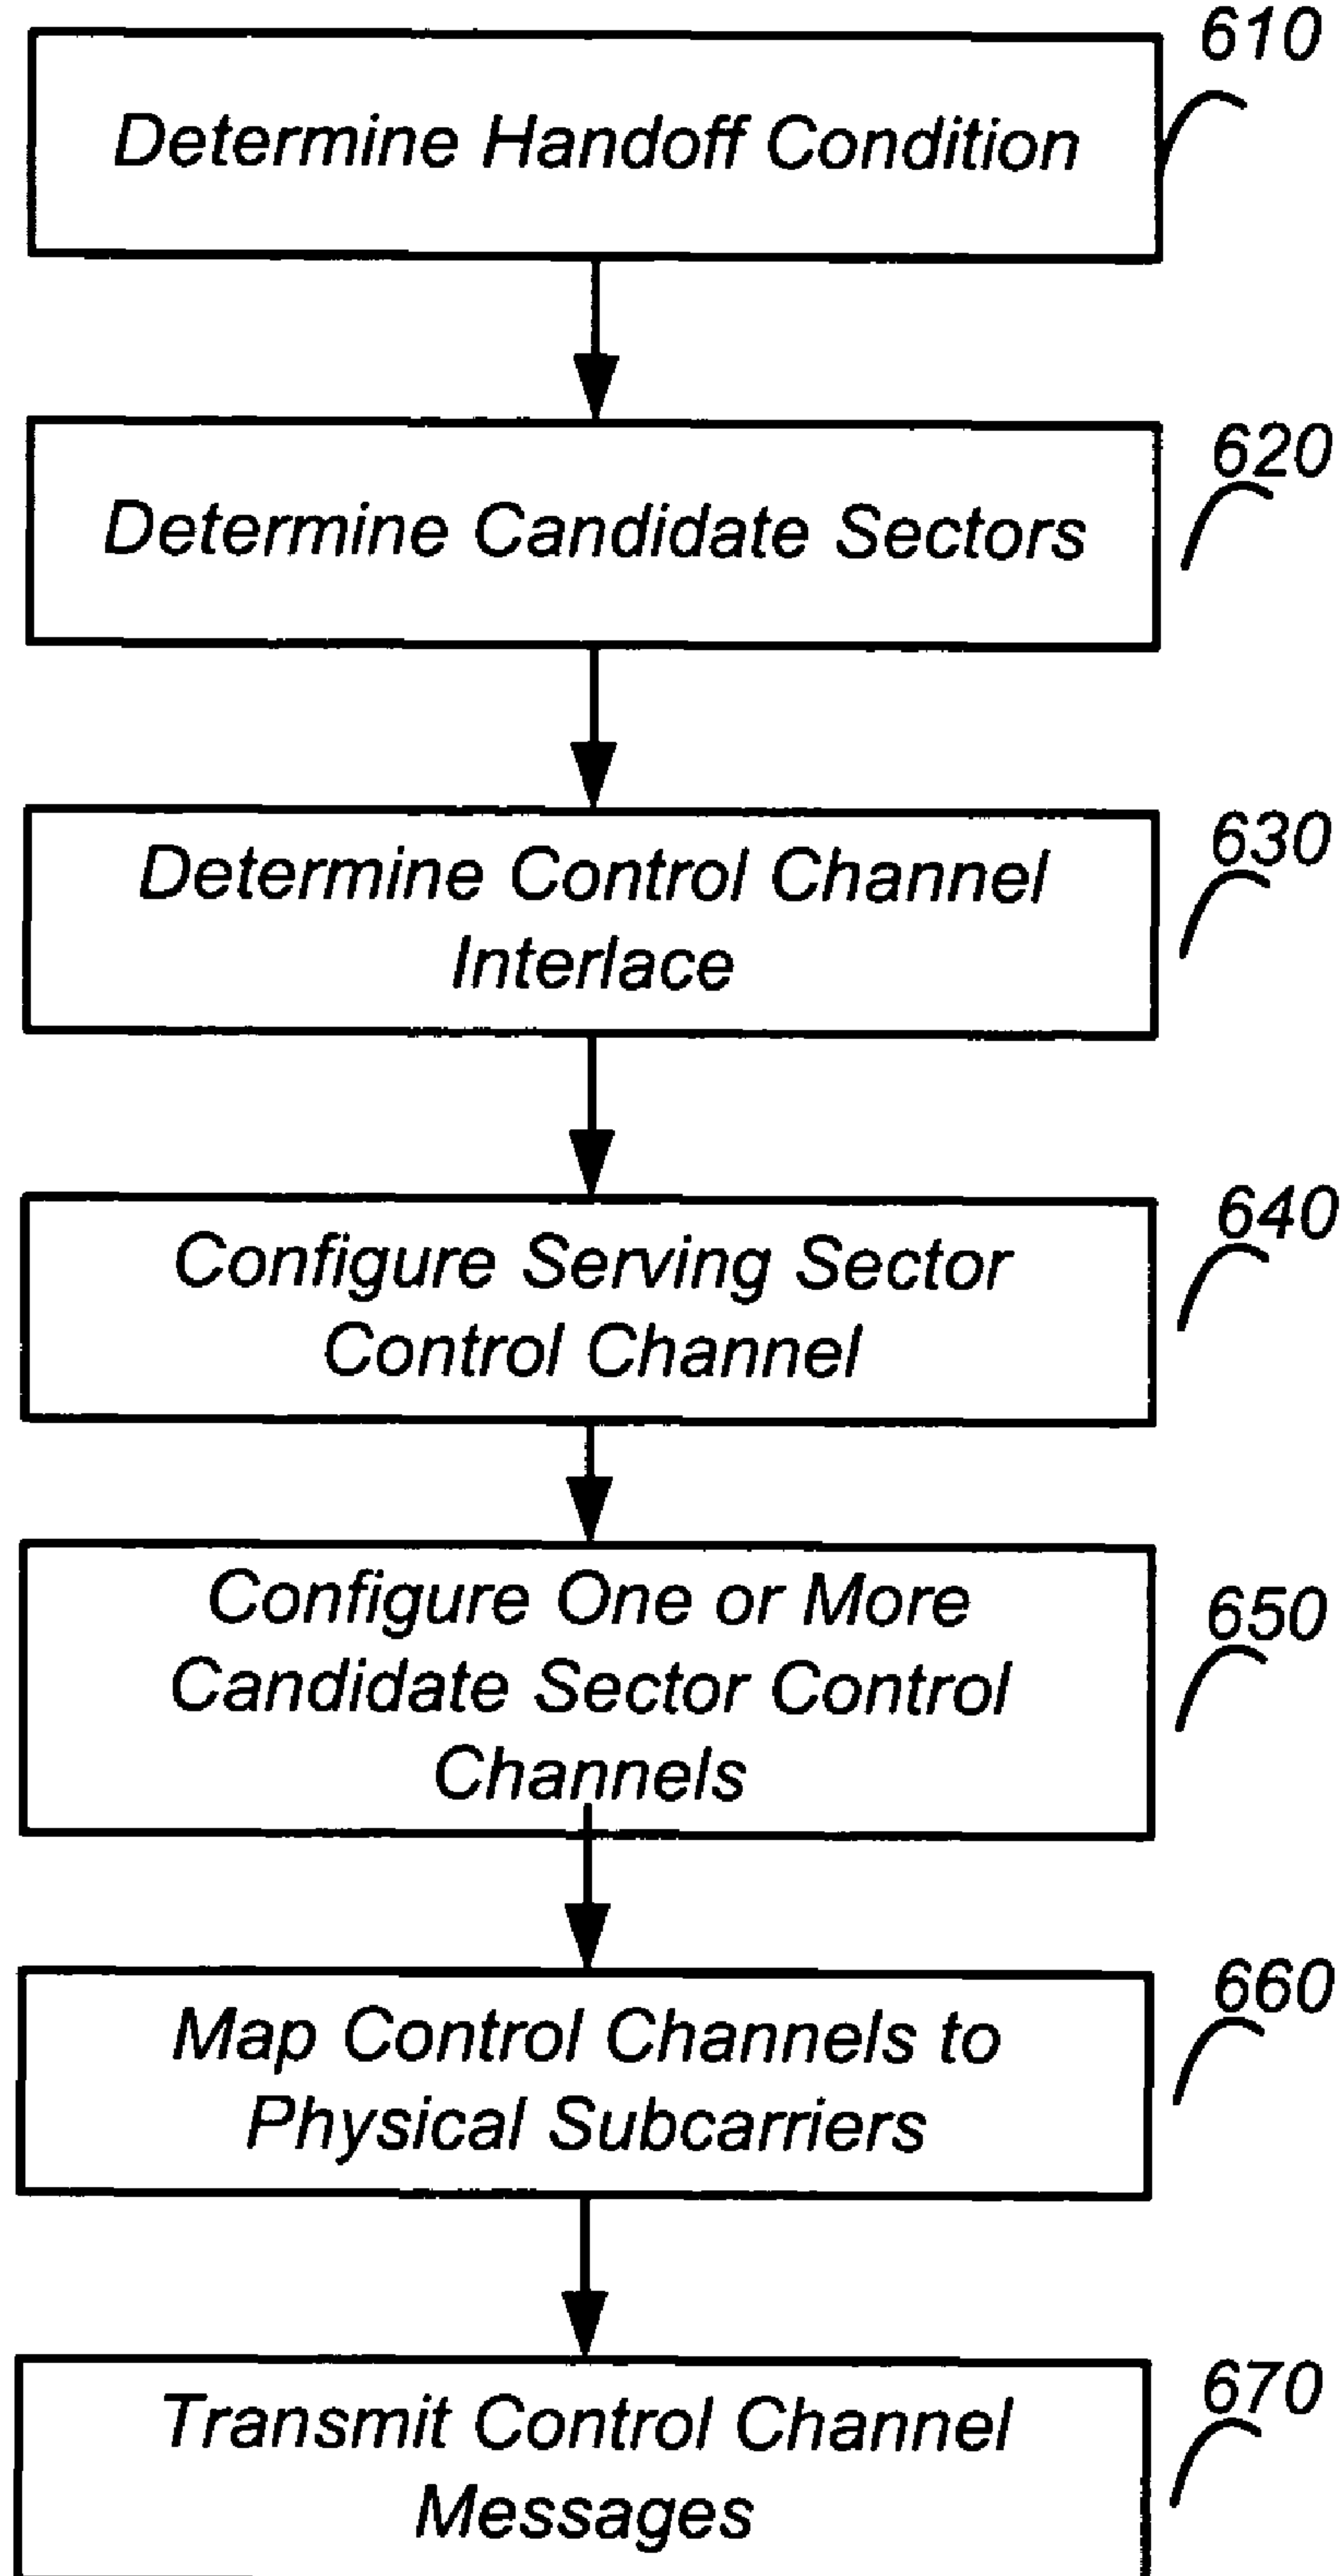 610
Determine Handoff Condition
620
Determine Candidate Sectors
630
Determine Control Channel
Interlace
640
Configure Serving Sector
Control Channel
650
Configure One or More
Candidate Sector Control
Channels
660
Map Control Channels to
Physical Subcarriers
670
Transmit Control Channel
Messages